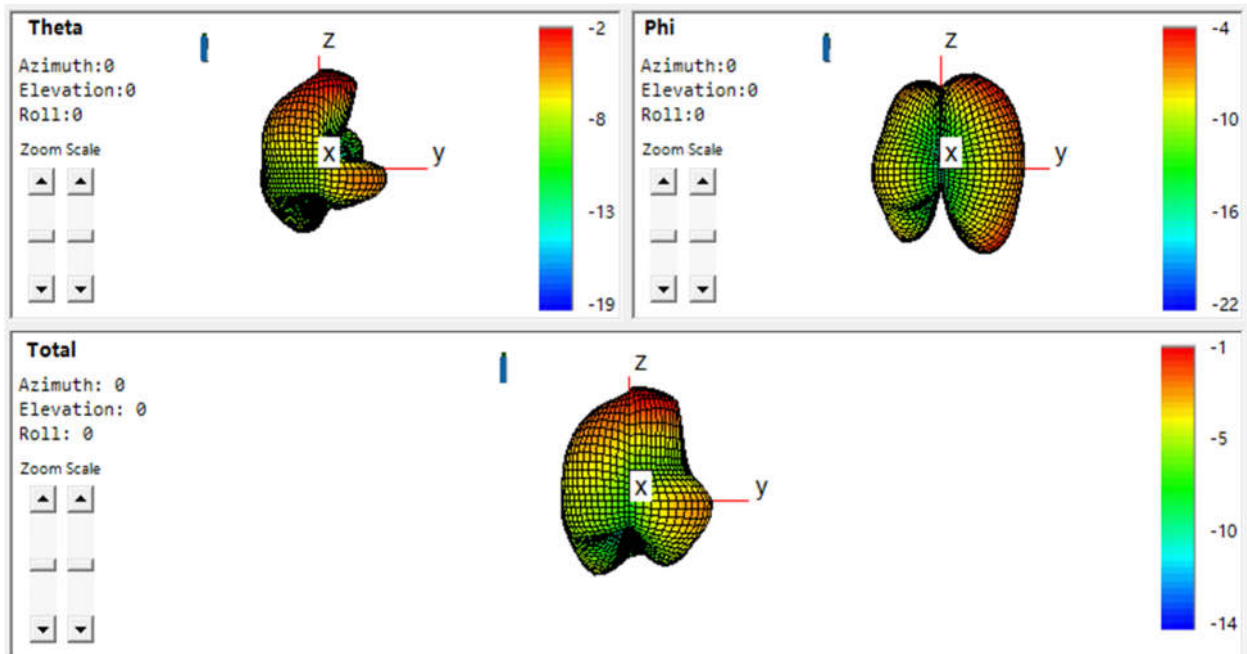 Theta
Azimuth:0
Elevation:0
Roll:0
Zoom Scale
z
x
y
-2
-8
-13
-19
Phi
Azimuth:0
Elevation:0
Roll:0
Zoom Scale
z
x
y
-4
-10
-16
-22
Total
Azimuth: 0
Elevation: 0
Roll: 0
Zoom Scale
z
x
y
-1
-5
-10
-14